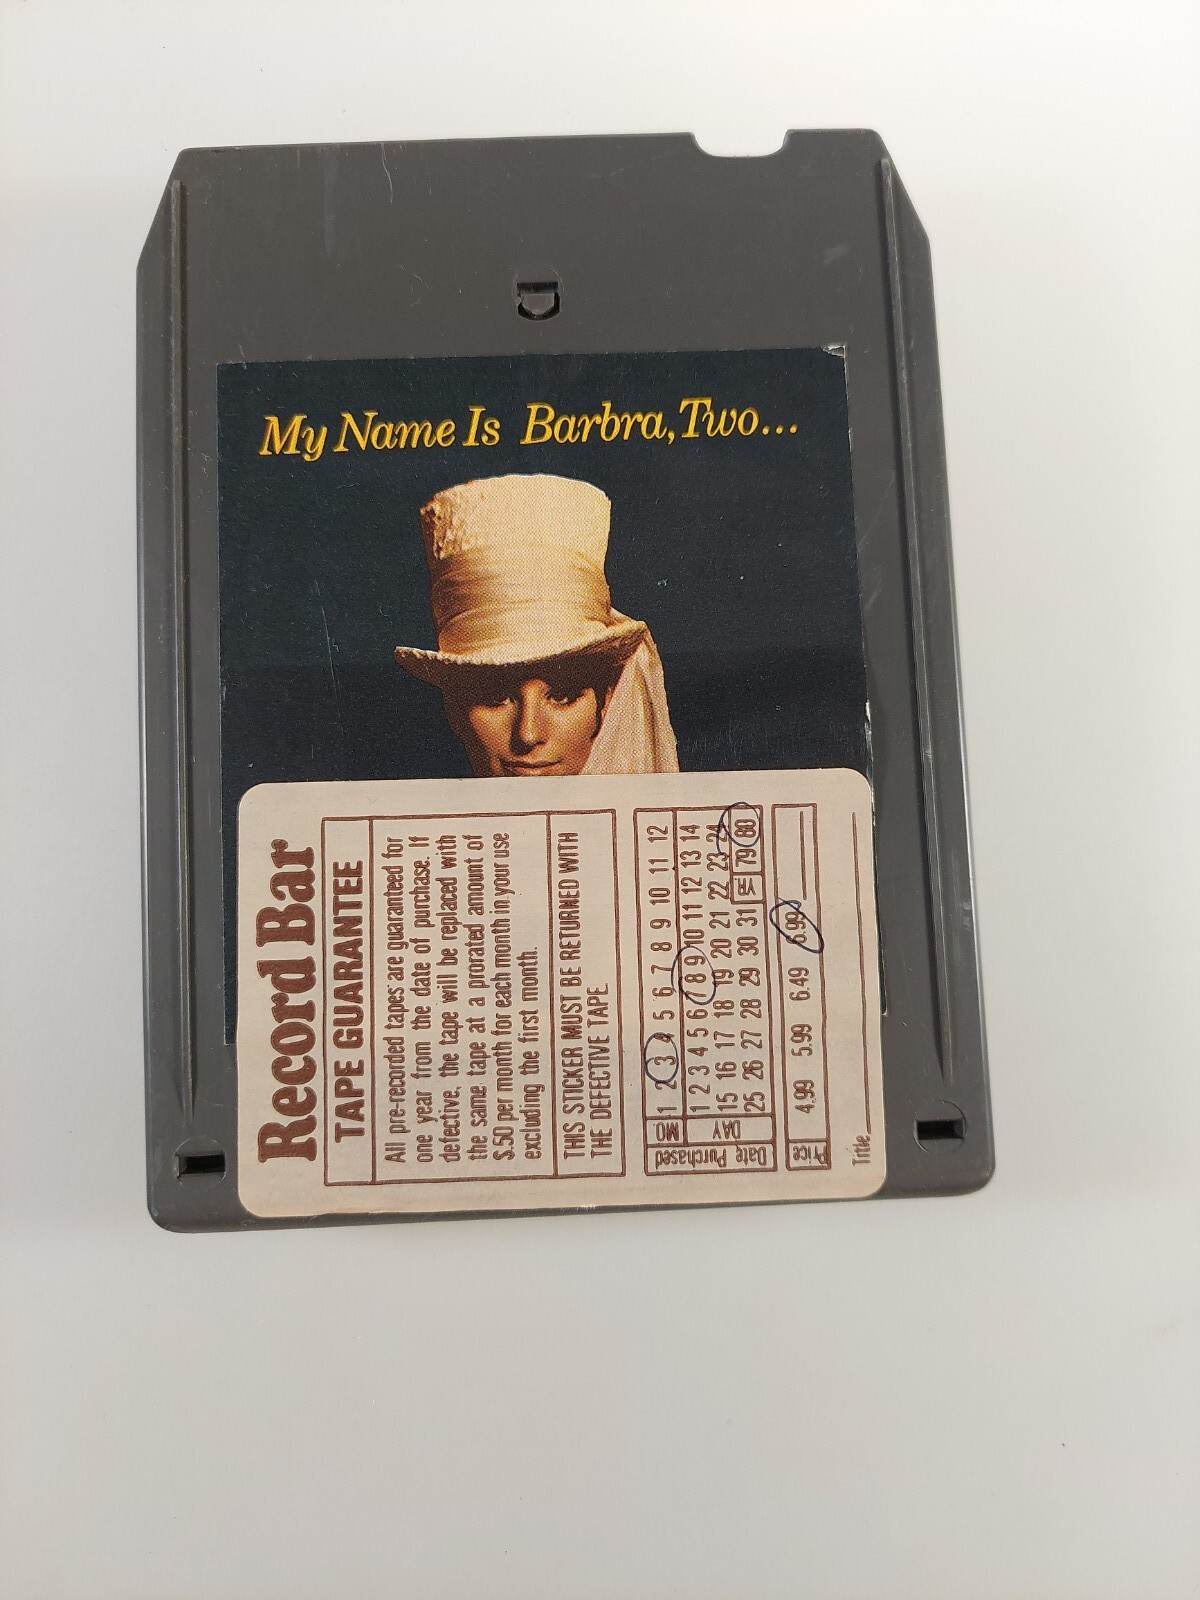 My Name Is Barbra, Two...
Record Bar
TAPE GUARANTEE
All pre-recorded tapes are guaranteed for
one year from the date of purchase. If
defective, the tape will be replaced with
the same tape at a prorated amount of
$.50 per month for each month in your use
excluding the first month.
THIS STICKER MUST BE RETURNED WITH
THE DEFECTIVE TAPE
Date Purchased
MO 1 2 3 4 5 6 7 8 9 10 11 12
DAY 1 2 3 4 5 6 7 8 9 10 11 12 13 14
15 16 17 18 19 20 21 22 23 24
25 26 27 28 29 30 31 YR 79 80
Price 4.99 5.99 6.49 6.99
Title